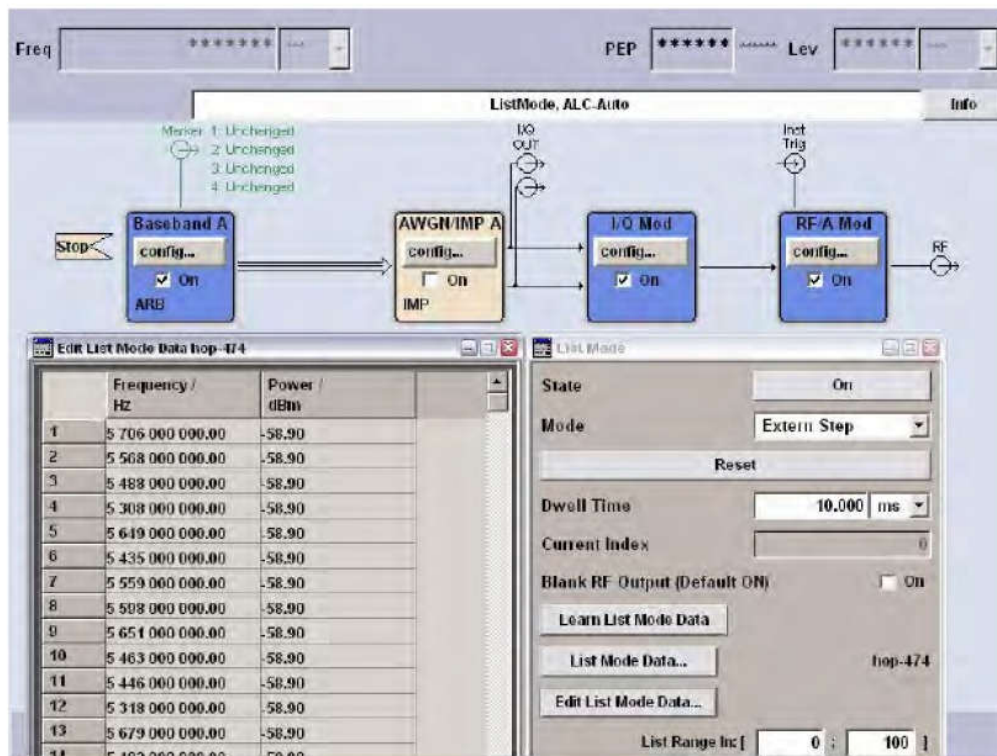 Freq ******* --- PEP ****** ------ Lev ****** ---
ListMode, ALC-Auto Info
Marker 1: Unchanged
2: Unchanged
3: Unchanged
4: Unchanged
I/Q
OUT
Inst
Trig
Stop
Baseband A
config...
On
ARB
AWGN/IMP A
config...
On
IMP
I/Q Mod
config...
On
RF/A Mod
config...
On
RF
Edit List Mode Data hop-474
Frequency / Hz Power / dBm
1 5 706 000 000.00 -58.90
2 5 568 000 000.00 -58.90
3 5 488 000 000.00 -58.90
4 5 308 000 000.00 -58.90
5 5 649 000 000.00 -58.90
6 5 435 000 000.00 -58.90
7 5 559 000 000.00 -58.90
8 5 598 000 000.00 -58.90
9 5 651 000 000.00 -58.90
10 5 463 000 000.00 -58.90
11 5 446 000 000.00 -58.90
12 5 318 000 000.00 -58.90
13 5 679 000 000.00 -58.90
14
List Mode
State On
Mode Extern Step
Reset
Dwell Time 10.000 ms
Current Index 0
Blank RF Output (Default ON) On
Learn List Mode Data
List Mode Data... hop-474
Edit List Mode Data...
List Range In: [ 0 : 100 ]